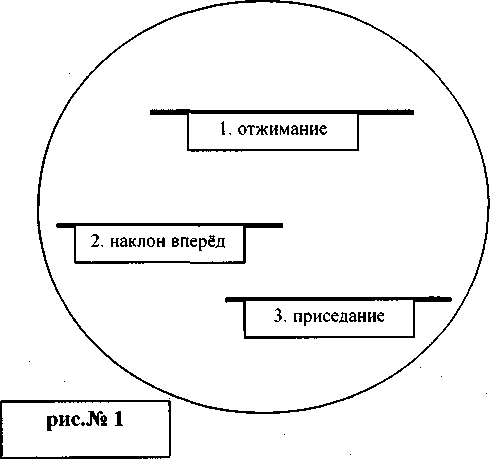 1. отжимание
2. наклон вперёд
3. приседание
рис.№ 1